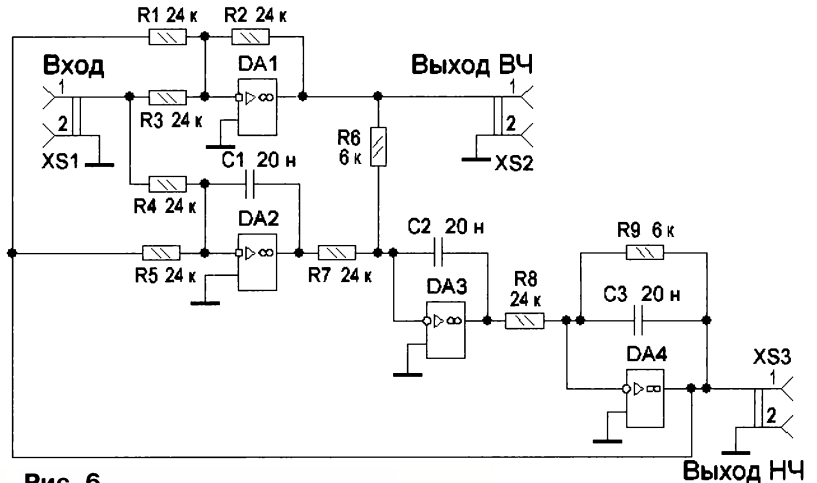 R1 24 к
R2 24 к
Вход
DA1
Выход ВЧ
1
1
R3 24 к
R6
6 к
2
2
XS1
C1 20 н
XS2
R4 24 к
DA2
C2 20 н
R9 6 к
R5 24 к
R7 24 к
DA3
R8
24 к
C3 20 н
DA4
XS3
1
2
Рис. 6
Выход НЧ